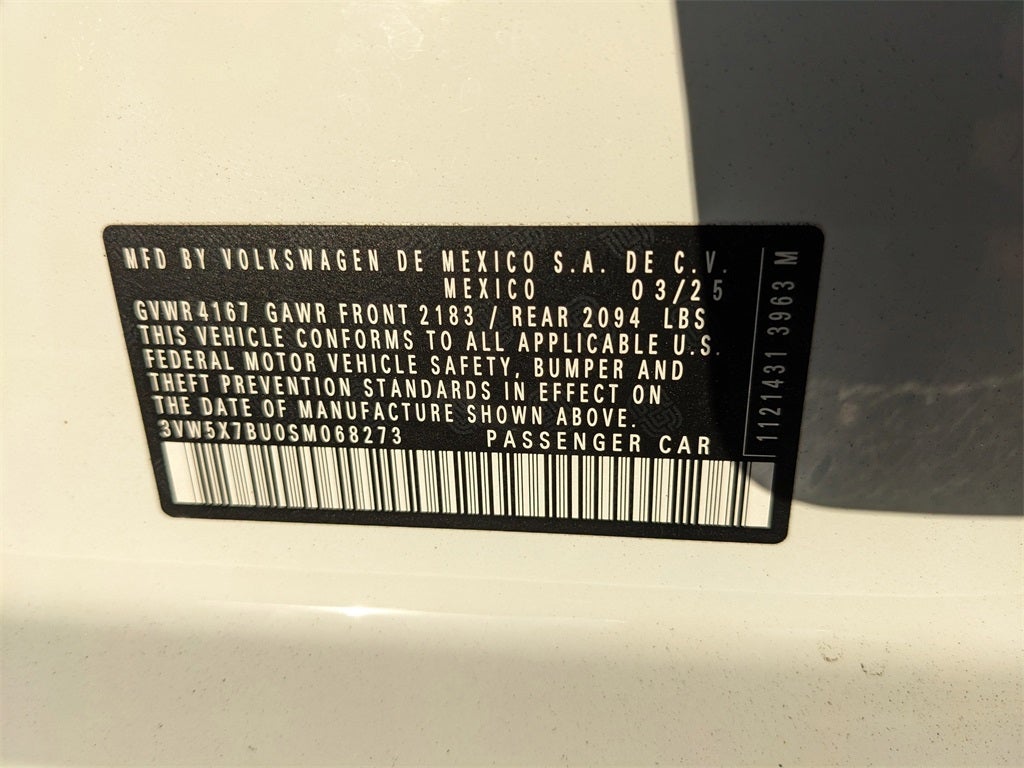 MFD BY VOLKSWAGEN DE MEXICO S.A. DE C.V.
MEXICO 03/25
GVWR 4167 GAWR FRONT 2183 / REAR 2094 LBS
THIS VEHICLE CONFORMS TO ALL APPLICABLE U.S.
FEDERAL MOTOR VEHICLE SAFETY, BUMPER AND
THEFT PREVENTION STANDARDS IN EFFECT ON
THE DATE OF MANUFACTURE SHOWN ABOVE.
3VW5X7BU0SM068273 PASSENGER CAR
1121431 3963 M